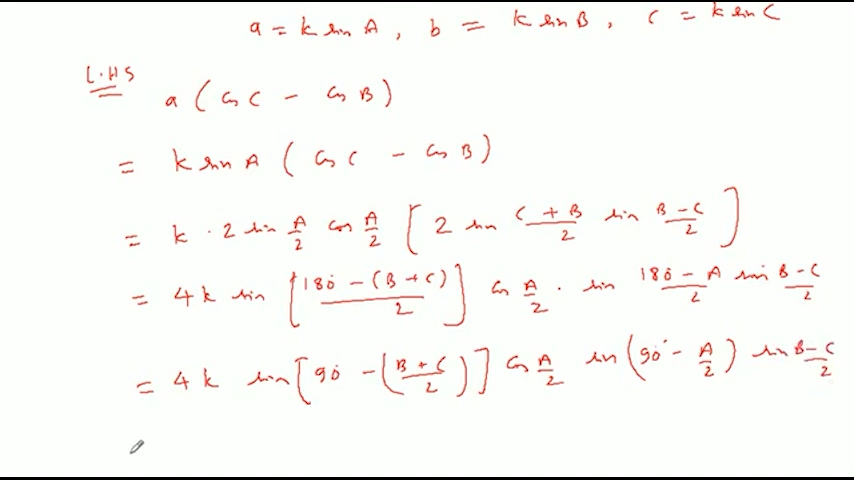 a = k sin A , b = k sin B , c = k sin C
L.HS
a ( cos C - cos B )
= k sin A ( cos C - cos B )
= k · 2 sin A/2 cos A/2 [ 2 sin C + B/2 sin B - C/2 ]
= 4 k sin [ 180° - (B + C)/2 ] cos A/2 · sin 180° - A/2 sin B - C/2
= 4 k sin [ 90° - ( B + C/2 ) ] cos A/2 sin ( 90° - A/2 ) sin B - C/2